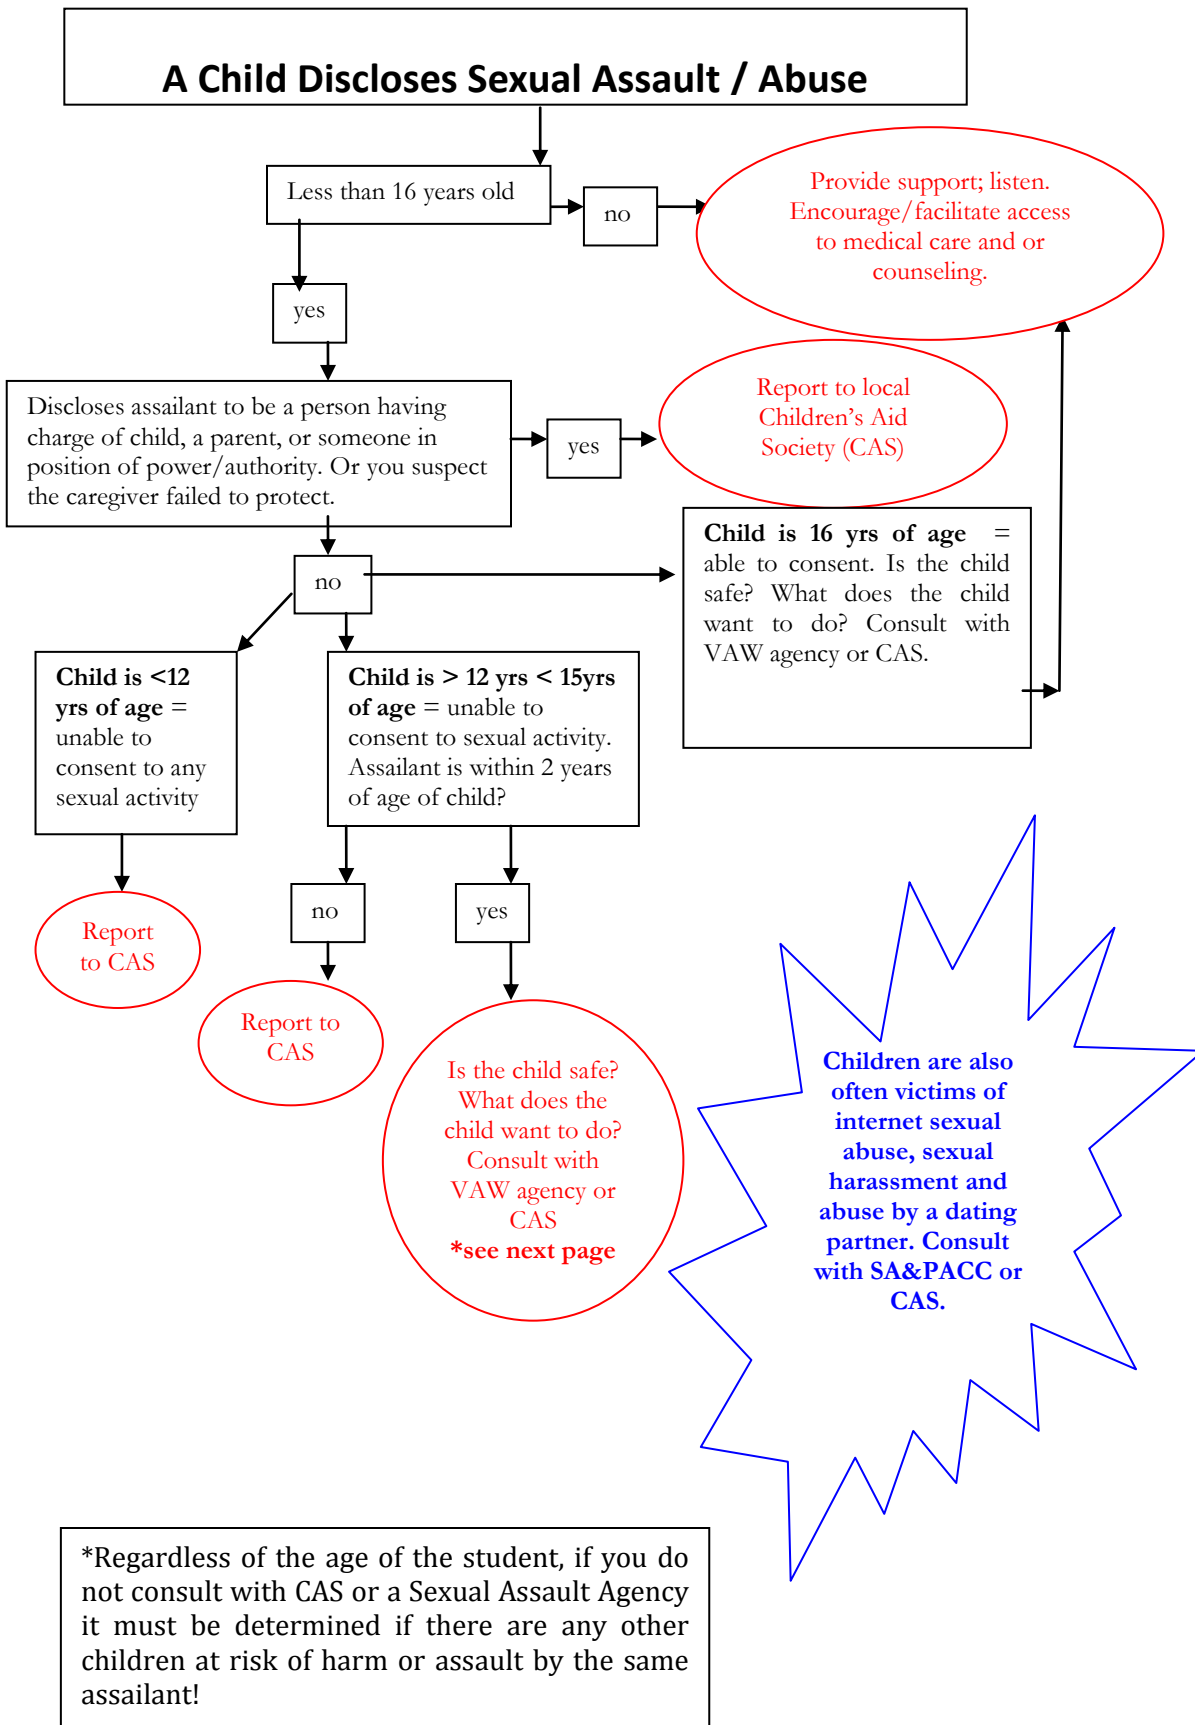 A Child Discloses Sexual Assault / Abuse
Less than 16 years old
no
Provide support; listen.
Encourage/facilitate access
to medical care and or
counseling.
yes
Discloses assailant to be a person having
charge of child, a parent, or someone in
position of power/authority. Or you suspect
the caregiver failed to protect.
yes
Report to local
Children’s Aid
Society (CAS)
no
Child is 16 yrs of age =
able to consent. Is the child
safe? What does the child
want to do? Consult with
VAW agency or CAS.
Child is <12
yrs of age =
unable to
consent to any
sexual activity
Child is > 12 yrs < 15yrs
of age = unable to
consent to sexual activity.
Assailant is within 2 years
of age of child?
Report
to CAS
no
yes
Report to
CAS
Is the child safe?
What does the
child want to do?
Consult with
VAW agency or
CAS
*see next page
Children are also
often victims of
internet sexual
abuse, sexual
harassment and
abuse by a dating
partner. Consult
with SA&PACC or
CAS.
*Regardless of the age of the student, if you do
not consult with CAS or a Sexual Assault Agency
it must be determined if there are any other
children at risk of harm or assault by the same
assailant!